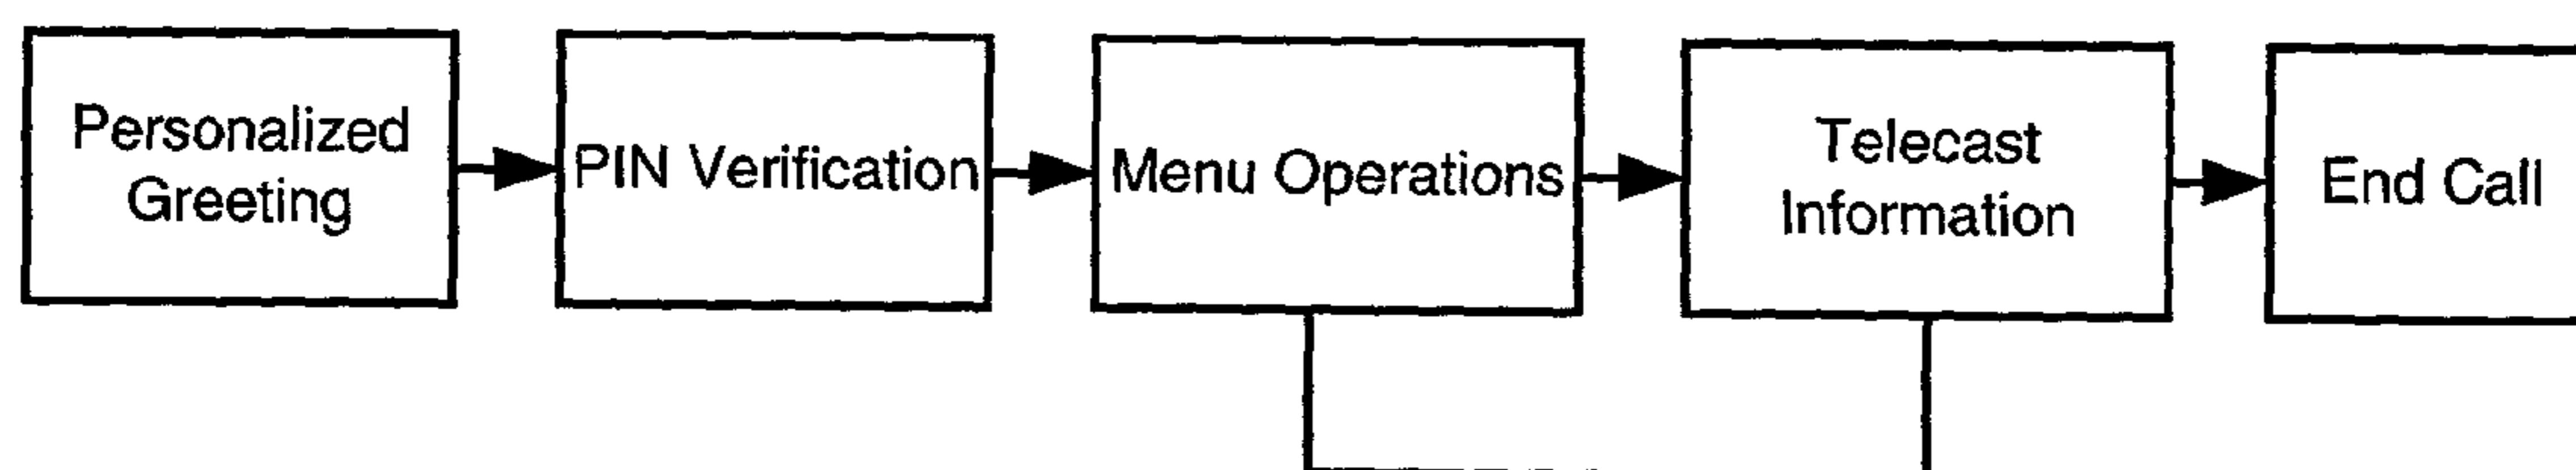 Personalized
Greeting
PIN Verification
Menu Operations
Telecast
Information
End Call